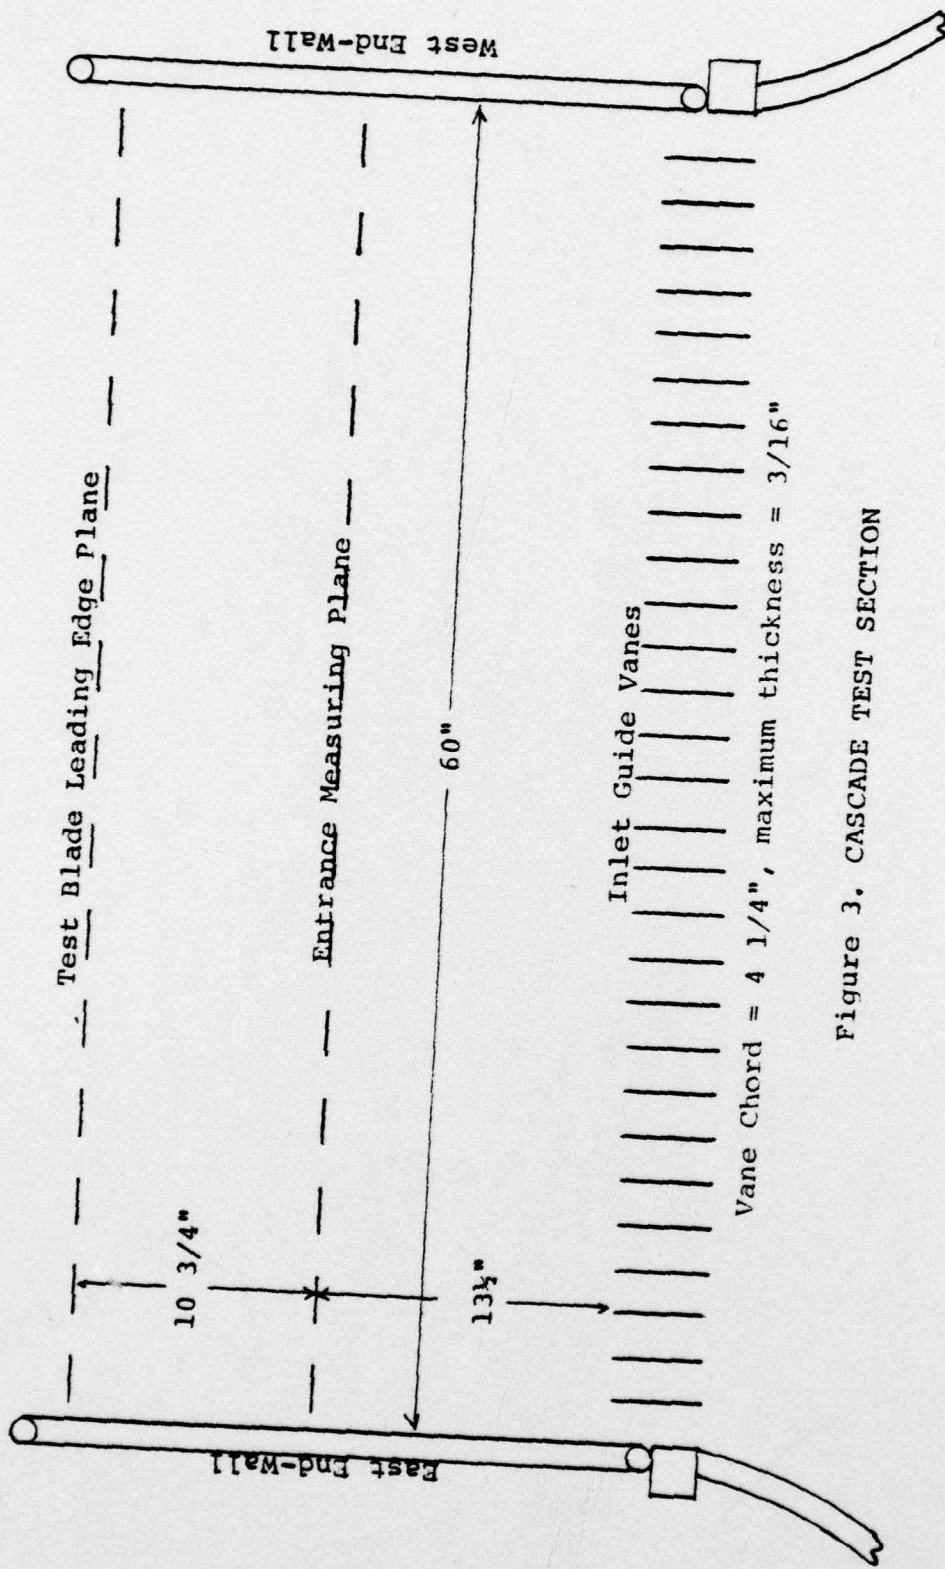 West End-Wall
Test Blade Leading Edge Plane
10 3/4"
Entrance Measuring Plane
60"
13½"
East End-Wall
Inlet Guide Vanes
Vane Chord = 4 1/4", maximum thickness = 3/16"
Figure 3. CASCADE TEST SECTION